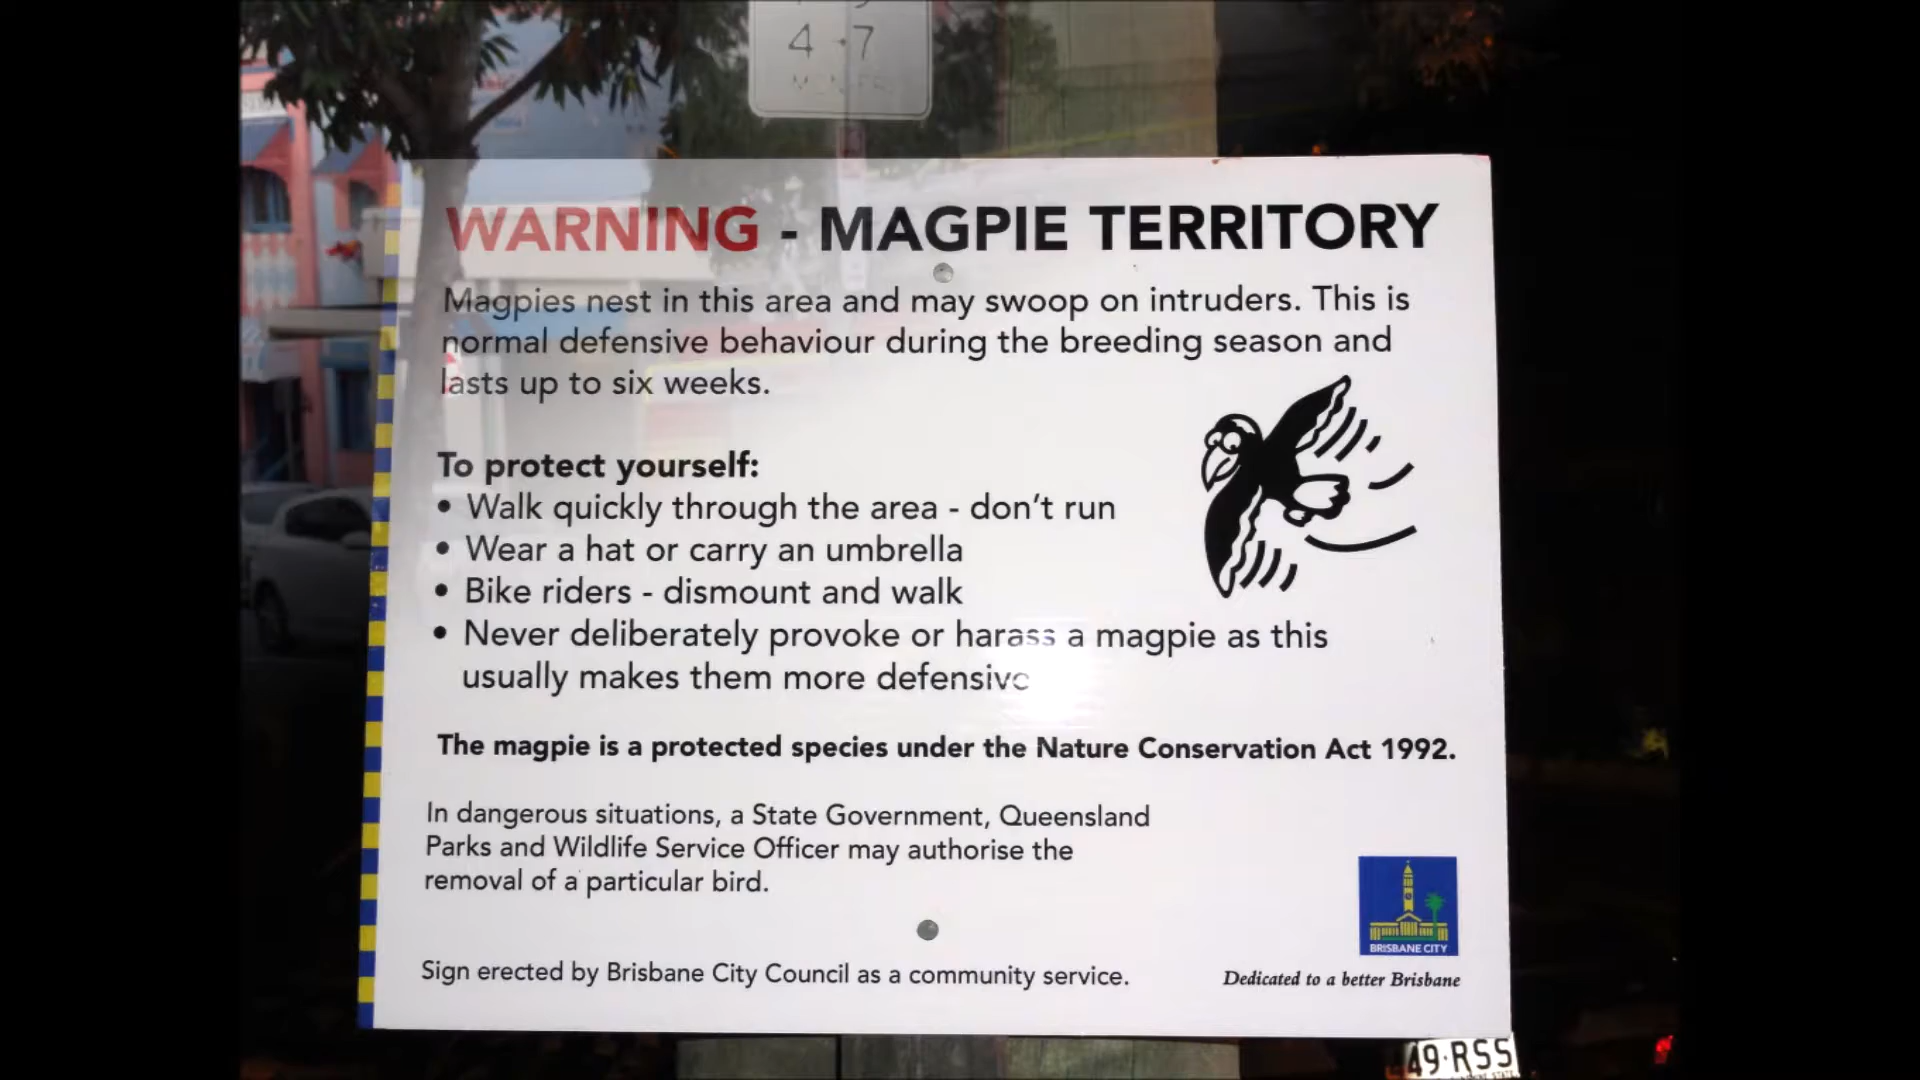 4 - 7
WARNING - MAGPIE TERRITORY
Magpies nest in this area and may swoop on intruders. This is
normal defensive behaviour during the breeding season and
lasts up to six weeks.
To protect yourself:
• Walk quickly through the area - don't run
• Wear a hat or carry an umbrella
• Bike riders - dismount and walk
• Never deliberately provoke or harass a magpie as this
usually makes them more defensive
The magpie is a protected species under the Nature Conservation Act 1992.
In dangerous situations, a State Government, Queensland
Parks and Wildlife Service Officer may authorise the
removal of a particular bird.
BRISBANE CITY
Sign erected by Brisbane City Council as a community service.
Dedicated to a better Brisbane
49·RSS